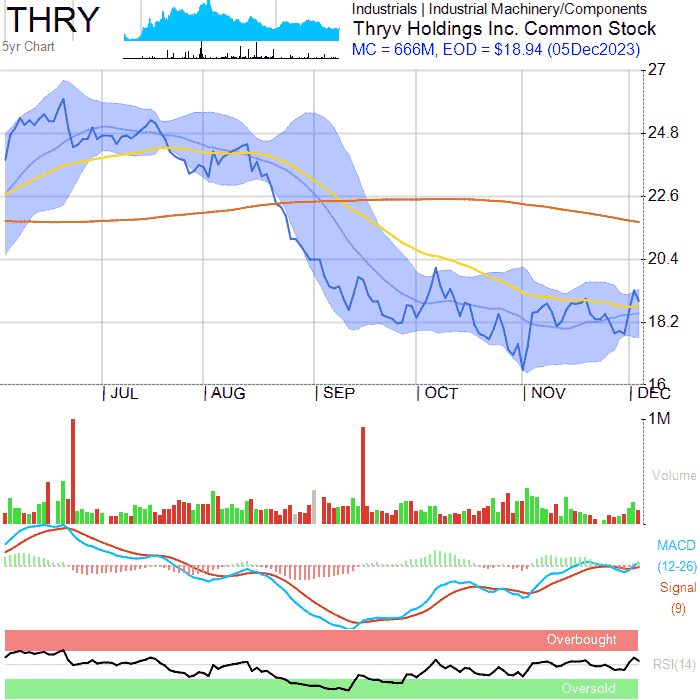 THRY
5yr Chart
Industrials | Industrial Machinery/Components
Thryv Holdings Inc. Common Stock
MC = 666M, EOD = $18.94 (05Dec2023)
27
24.8
22.6
20.4
18.2
16
JUL AUG SEP OCT NOV DEC
1M
Volume
MACD
(12-26)
Signal
(9)
Overbought
RSI(14)
Oversold